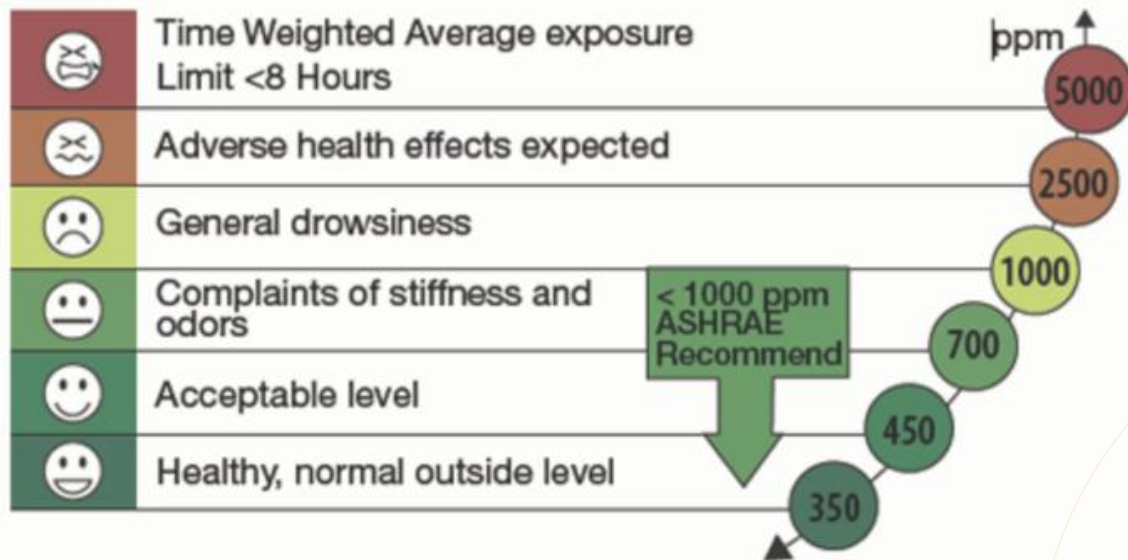 Time Weighted Average exposure
Limit <8 Hours
ppm
5000
Adverse health effects expected
2500
General drowsiness
1000
Complaints of stiffness and
odors
< 1000 ppm
ASHRAE
Recommend
700
Acceptable level
450
Healthy, normal outside level
350